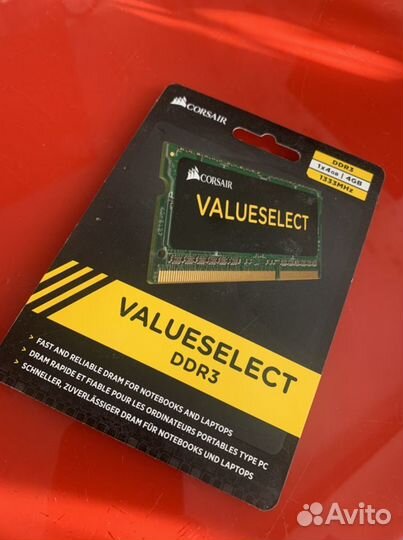 CORSAIR
DDR3
1x4GB | 4GB
1333MHz
CORSAIR
VALUESELECT
VALUESELECT
DDR3
FAST AND RELIABLE DRAM FOR NOTEBOOKS AND LAPTOPS
DRAM RAPIDE ET FIABLE POUR LES ORDINATEURS PORTABLES TYPE PC
SCHNELLER, ZUVERLÄSSIGER DRAM FÜR NOTEBOOKS UND LAPTOPS
Avito